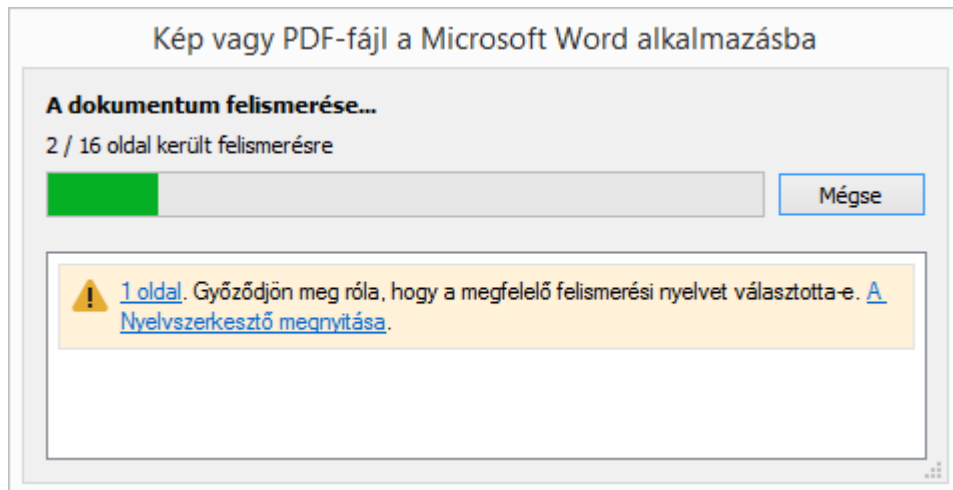 Kép vagy PDF-fájl a Microsoft Word alkalmazásba
A dokumentum felismerése...
2 / 16 oldal került felismerésre
Mégse
1 oldal. Győződjön meg róla, hogy a megfelelő felismerési nyelvet választotta-e. A
Nyelvszerkesztő megnyitása.